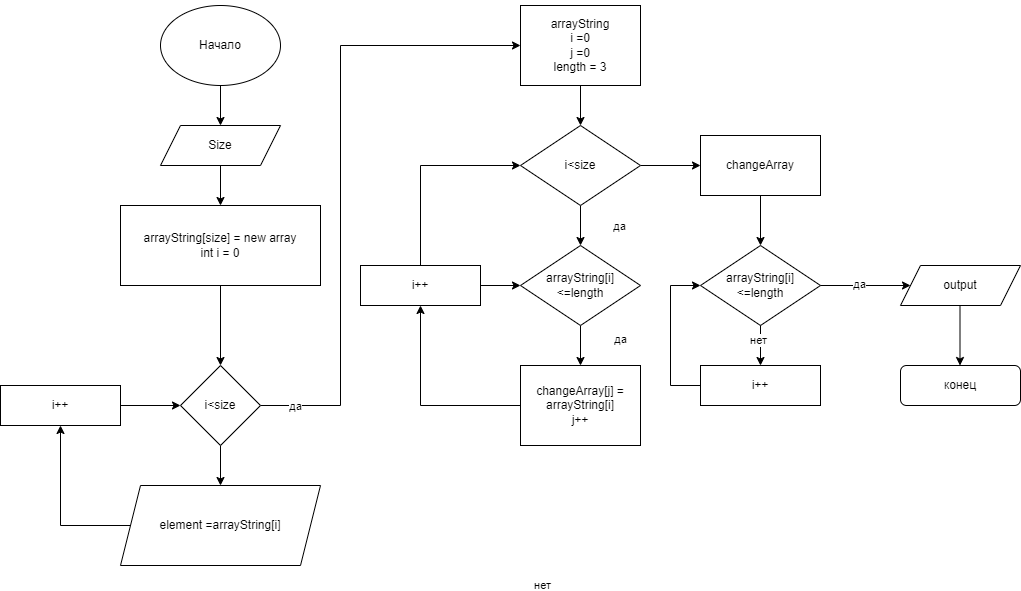 Начало
Size
arrayString[size] = new array
int i = 0
i++
i<size
да
element =arrayString[i]
arrayString
i =0
j =0
length = 3
i<size
да
i++
arrayString[i]
<=length
да
changeArray[j] =
arrayString[i]
j++
changeArray
arrayString[i]
<=length
да
нет
i++
output
конец
нет